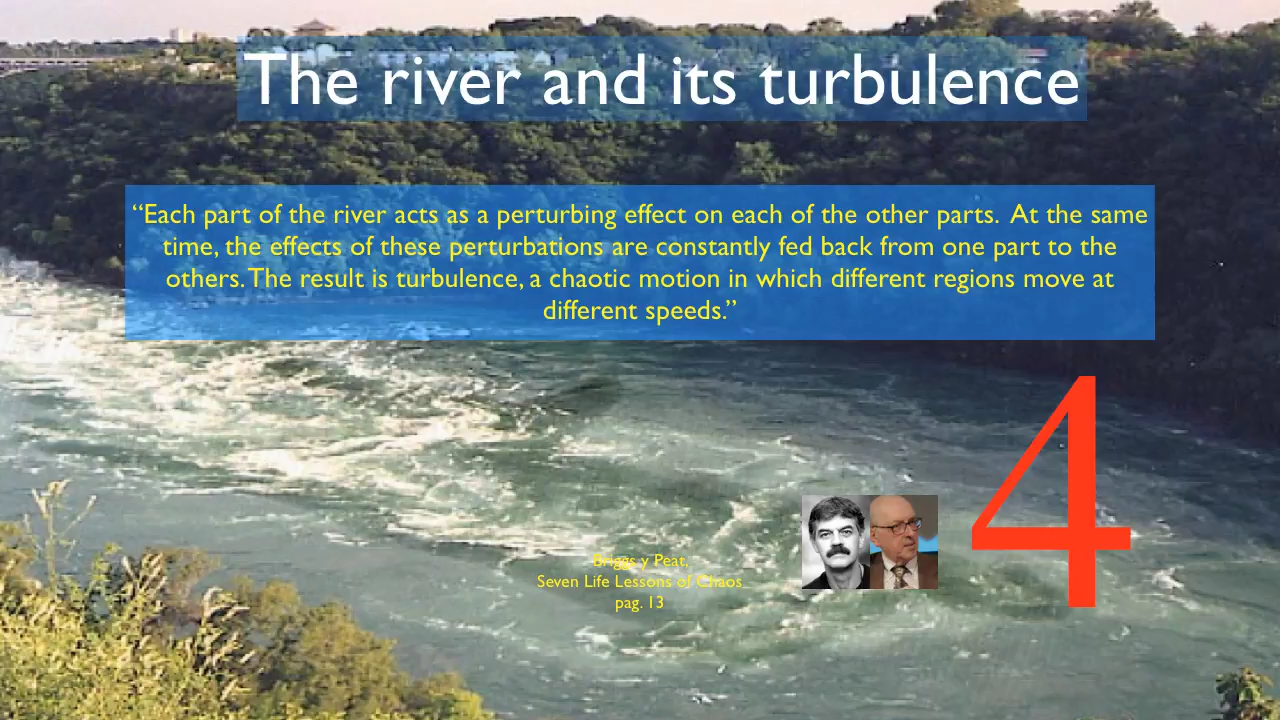 The river and its turbulence
“Each part of the river acts as a perturbing effect on each of the other parts.  At the same
time, the effects of these perturbations are constantly fed back from one part to the
others. The result is turbulence, a chaotic motion in which different regions move at
different speeds.”
4
Briggs y Peat,
Seven Life Lessons of Chaos
pag. 13